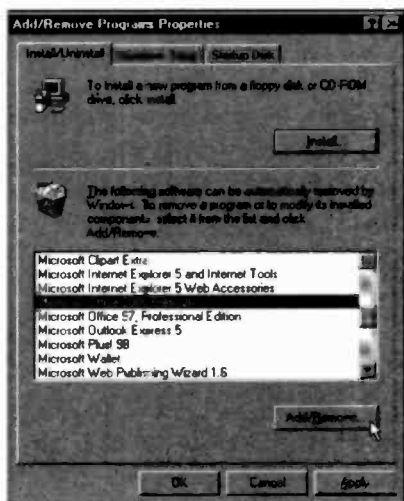 Add/Remove Programs Properties
Install/Uninstall
Startup Disk
To install a new program from a floppy disk or CD-ROM
drive, click Install.
Install...
The following software can be automatically removed by
Windows. To remove a program or to modify its installed
components, select it from the list and click
Add/Remove.
Microsoft Clipart Extra
Microsoft Internet Explorer 5 and Internet Tools
Microsoft Internet Explorer 5 Web Accessories
Microsoft Office 97, Professional Edition
Microsoft Outlook Express 5
Microsoft Plus! 98
Microsoft Wallet
Microsoft Web Publishing Wizard 1.6
Add/Remove...
OK
Cancel
Apply